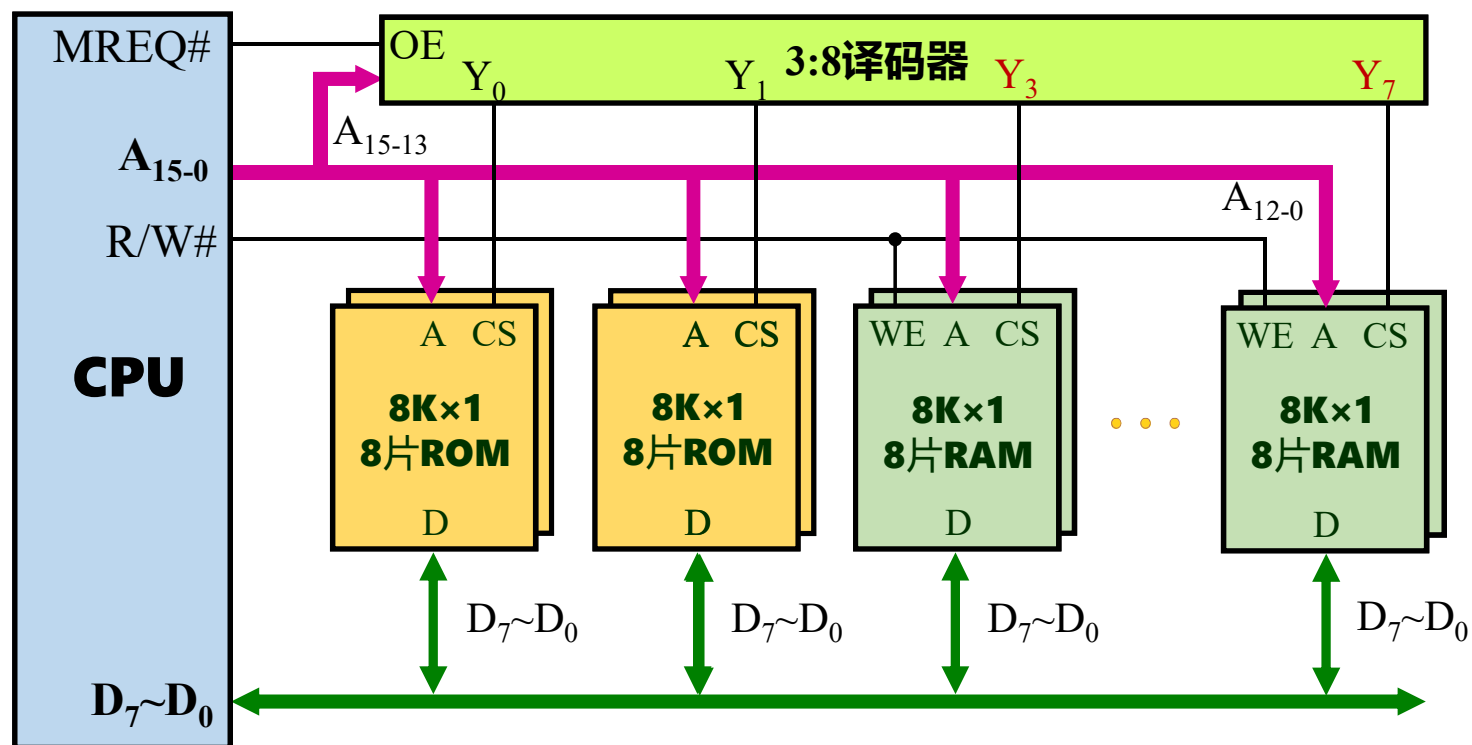 MREQ#
OE
3:8译码器
Y0
Y1
Y3
Y7
A15-13
A15-0
A12-0
R/W#
CPU
A CS
8K×1
8片ROM
D
A CS
8K×1
8片ROM
D
WE A CS
8K×1
8片RAM
D
WE A CS
8K×1
8片RAM
D
D7~D0
D7~D0
D7~D0
D7~D0
D7~D0